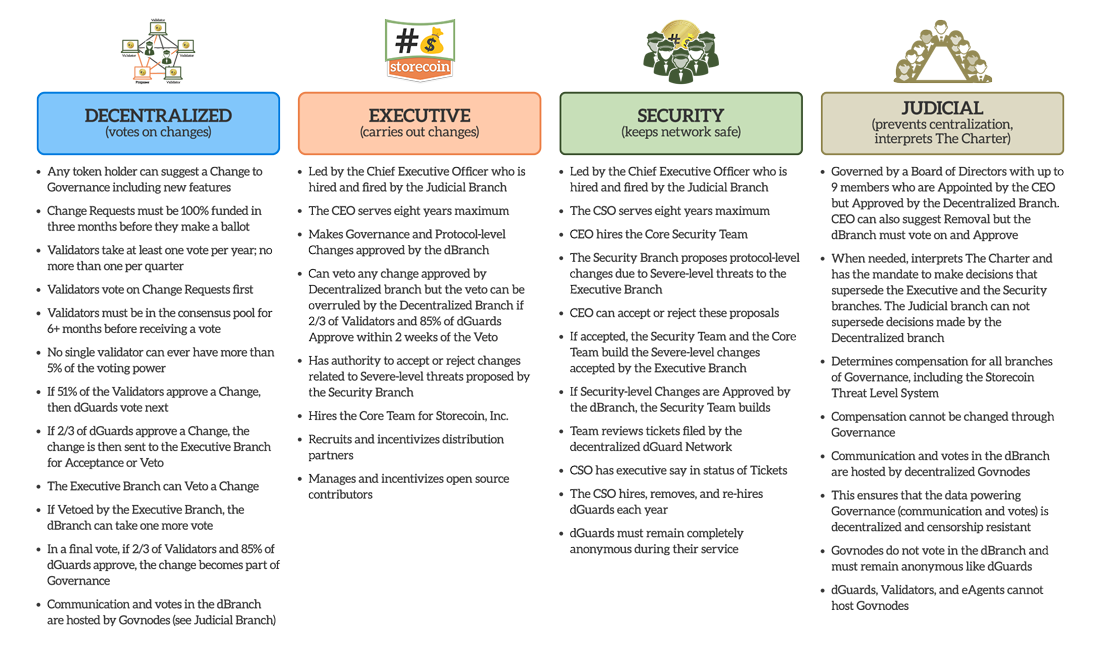 Validator
Validator
Validator
Proposer
Validator
#
storecoin
#
DECENTRALIZED
(votes on changes)
• Any token holder can suggest a Change to
Governance including new features
• Change Requests must be 100% funded in
three months before they make a ballot
• Validators take at least one vote per year; no
more than one per quarter
• Validators vote on Change Requests first
• Validators must be in the consensus pool for
6+ months before receiving a vote
• No single validator can ever have more than
5% of the voting power
• If 51% of the Validators approve a Change,
then dGuards vote next
• If 2/3 of dGuards approve a Change, the
change is then sent to the Executive Branch
for Acceptance or Veto
• The Executive Branch can Veto a Change
• If Vetoed by the Executive Branch, the
dBranch can take one more vote
• In a final vote, if 2/3 of Validators and 85% of
dGuards approve, the change becomes part of
Governance
• Communication and votes in the dBranch
are hosted by Govnodes (see Judicial Branch)
EXECUTIVE
(carries out changes)
• Led by the Chief Executive Officer who is
hired and fired by the Judicial Branch
• The CEO serves eight years maximum
• Makes Governance and Protocol-level
Changes approved by the dBranch
• Can veto any change approved by
Decentralized branch but the veto can be
overruled by the Decentralized Branch if
2/3 of Validators and 85% of dGuards
Approve within 2 weeks of the Veto
• Has authority to accept or reject changes
related to Severe-level threats proposed by
the Security Branch
• Hires the Core Team for Storecoin, Inc.
• Recruits and incentivizes distribution
partners
• Manages and incentivizes open source
contributors
SECURITY
(keeps network safe)
• Led by the Chief Executive Officer who is
hired and fired by the Judicial Branch
• The CSO serves eight years maximum
• CEO hires the Core Security Team
• The Security Branch proposes protocol-level
changes due to Severe-level threats to the
Executive Branch
• CEO can accept or reject these proposals
• If accepted, the Security Team and the Core
Team build the Severe-level changes
accepted by the Executive Branch
• If Security-level Changes are Approved by
the dBranch, the Security Team builds
• Team reviews tickets filed by the
decentralized dGuard Network
• CSO has executive say in status of Tickets
• The CSO hires, removes, and re-hires
dGuards each year
• dGuards must remain completely
anonymous during their service
JUDICIAL
(prevents centralization,
interprets The Charter)
• Governed by a Board of Directors with up to
9 members who are Appointed by the CEO
but Approved by the Decentralized Branch.
CEO can also suggest Removal but the
dBranch must vote on and Approve
• When needed, interprets The Charter and
has the mandate to make decisions that
supersede the Executive and the Security
branches. The Judicial branch can not
supersede decisions made by the
Decentralized branch
• Determines compensation for all branches
of Governance, including the Storecoin
Threat Level System
• Compensation cannot be changed through
Governance
• Communication and votes in the dBranch
are hosted by decentralized Govnodes
• This ensures that the data powering
Governance (communication and votes) is
decentralized and censorship resistant
• Govnodes do not vote in the dBranch and
must remain anonymous like dGuards
• dGuards, Validators, and eAgents cannot
host Govnodes